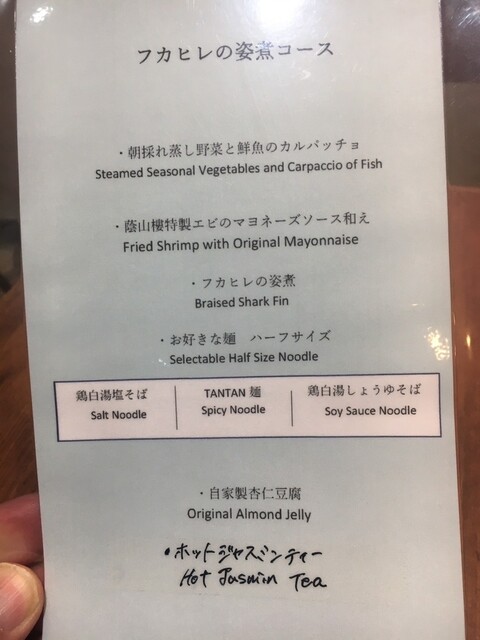 フカヒレの姿煮コース
・朝採れ蒸し野菜と鮮魚のカルパッチョ
Steamed Seasonal Vegetables and Carpaccio of Fish
・蔭山樓特製エビのマヨネーズソース和え
Fried Shrimp with Original Mayonnaise
・フカヒレの姿煮
Braised Shark Fin
・お好きな麺 ハーフサイズ
Selectable Half Size Noodle
鶏白湯塩そば
Salt Noodle
TANTAN 麺
Spicy Noodle
鶏白湯しょうゆそば
Soy Sauce Noodle
・自家製杏仁豆腐
Original Almond Jelly
・ホットジャスミンティー
Hot Jasmin Tea